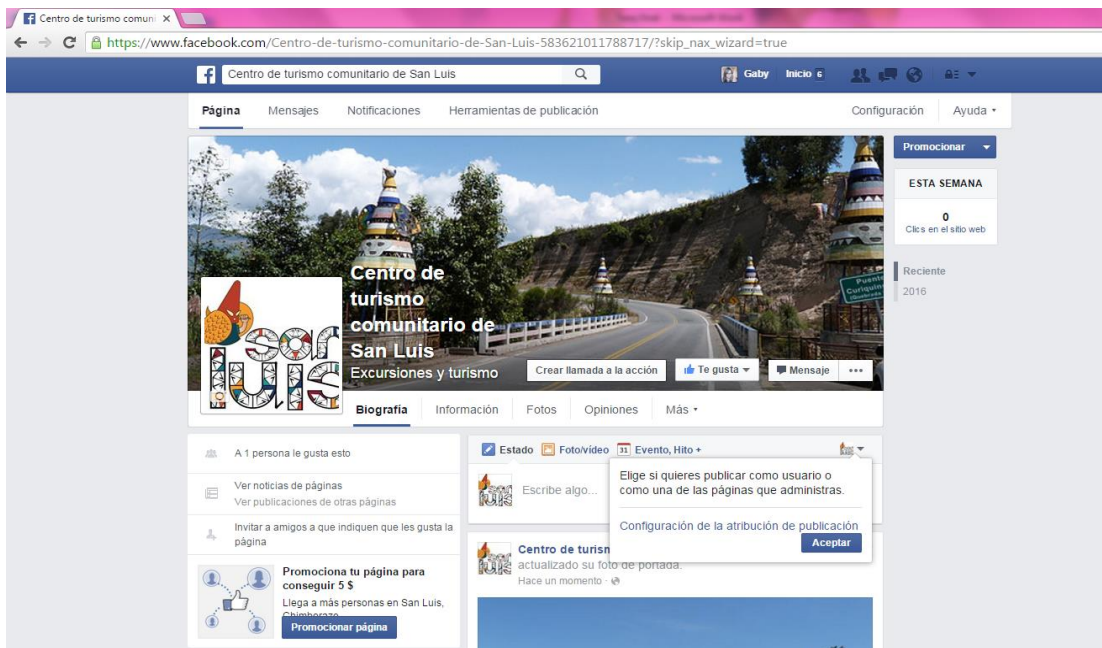 Centro de turismo comuni
https://www.facebook.com/Centro-de-turismo-comunitario-de-San-Luis-583621011788717/?skip_nax_wizard=true
Centro de turismo comunitario de San Luis
Gaby Inicio 6
Página Mensajes Notificaciones Herramientas de publicación Configuración Ayuda
Promocionar
ESTA SEMANA
0
Clics en el sitio web
Reciente
2016
Puente
Centro de
turismo
comunitario de
San Luis
Excursiones y turismo
san
luis
Crear llamada a la acción Te gusta Mensaje
Biografía Información Fotos Opiniones Más
A 1 persona le gusta esto
Ver noticias de páginas
Ver publicaciones de otras páginas
Invitar a amigos a que indiquen que les gusta la
página
Promociona tu página para
conseguir 5 $
Llega a más personas en San Luis,
Chimborazo
Promocionar página
Estado Foto/vídeo 31 Evento, Hito +
Escribe algo...
Elige si quieres publicar como usuario o
como una de las páginas que administras.
Configuración de la atribución de publicación
Aceptar
Centro de turisn
actualizado su foto de portada.
Hace un momento ·